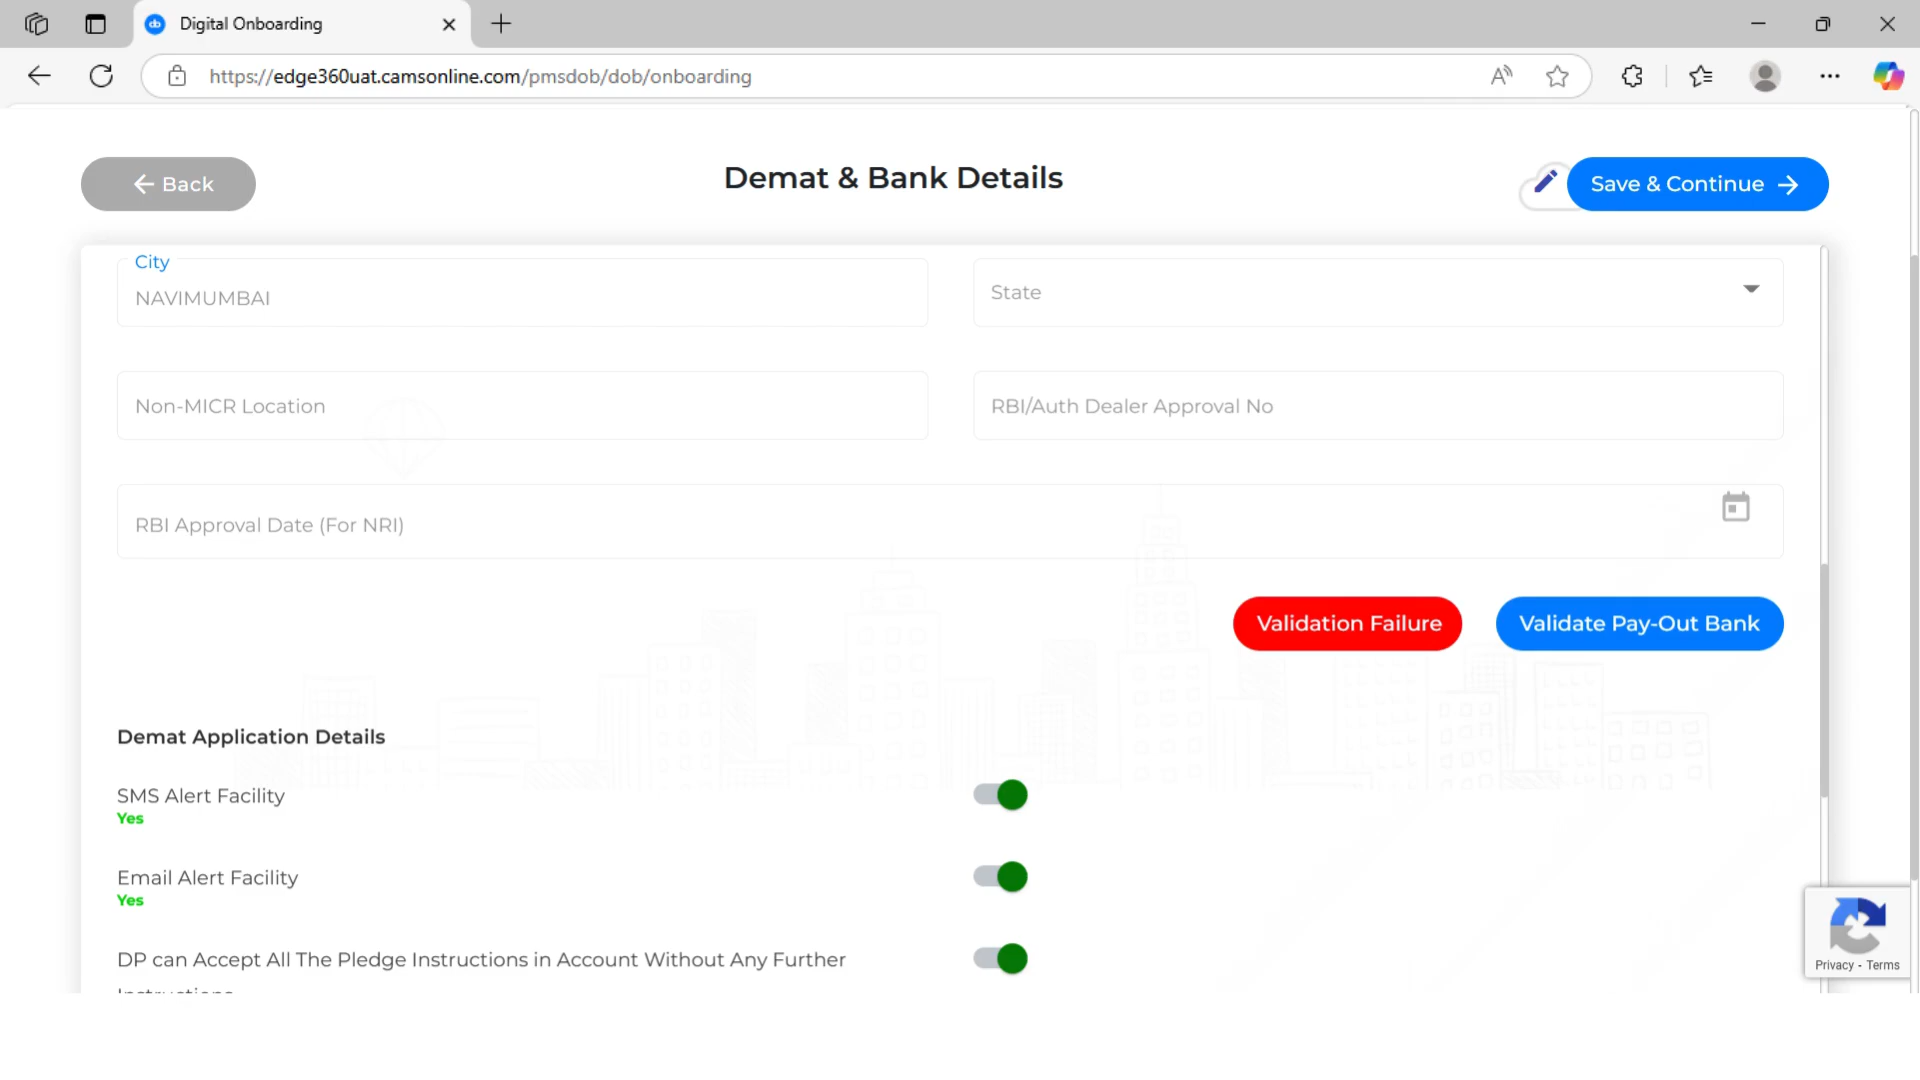 Digital Onboarding
https://edge360uat.camsonline.com/pmsdob/dob/onboarding
Back
Demat & Bank Details
Save & Continue
City
NAVIMUMBAI
State
Non-MICR Location
RBI/Auth Dealer Approval No
RBI Approval Date (For NRI)
Validation Failure
Validate Pay-Out Bank
Demat Application Details
SMS Alert Facility
Yes
Email Alert Facility
Yes
DP can Accept All The Pledge Instructions in Account Without Any Further
Instructions
Privacy - Terms